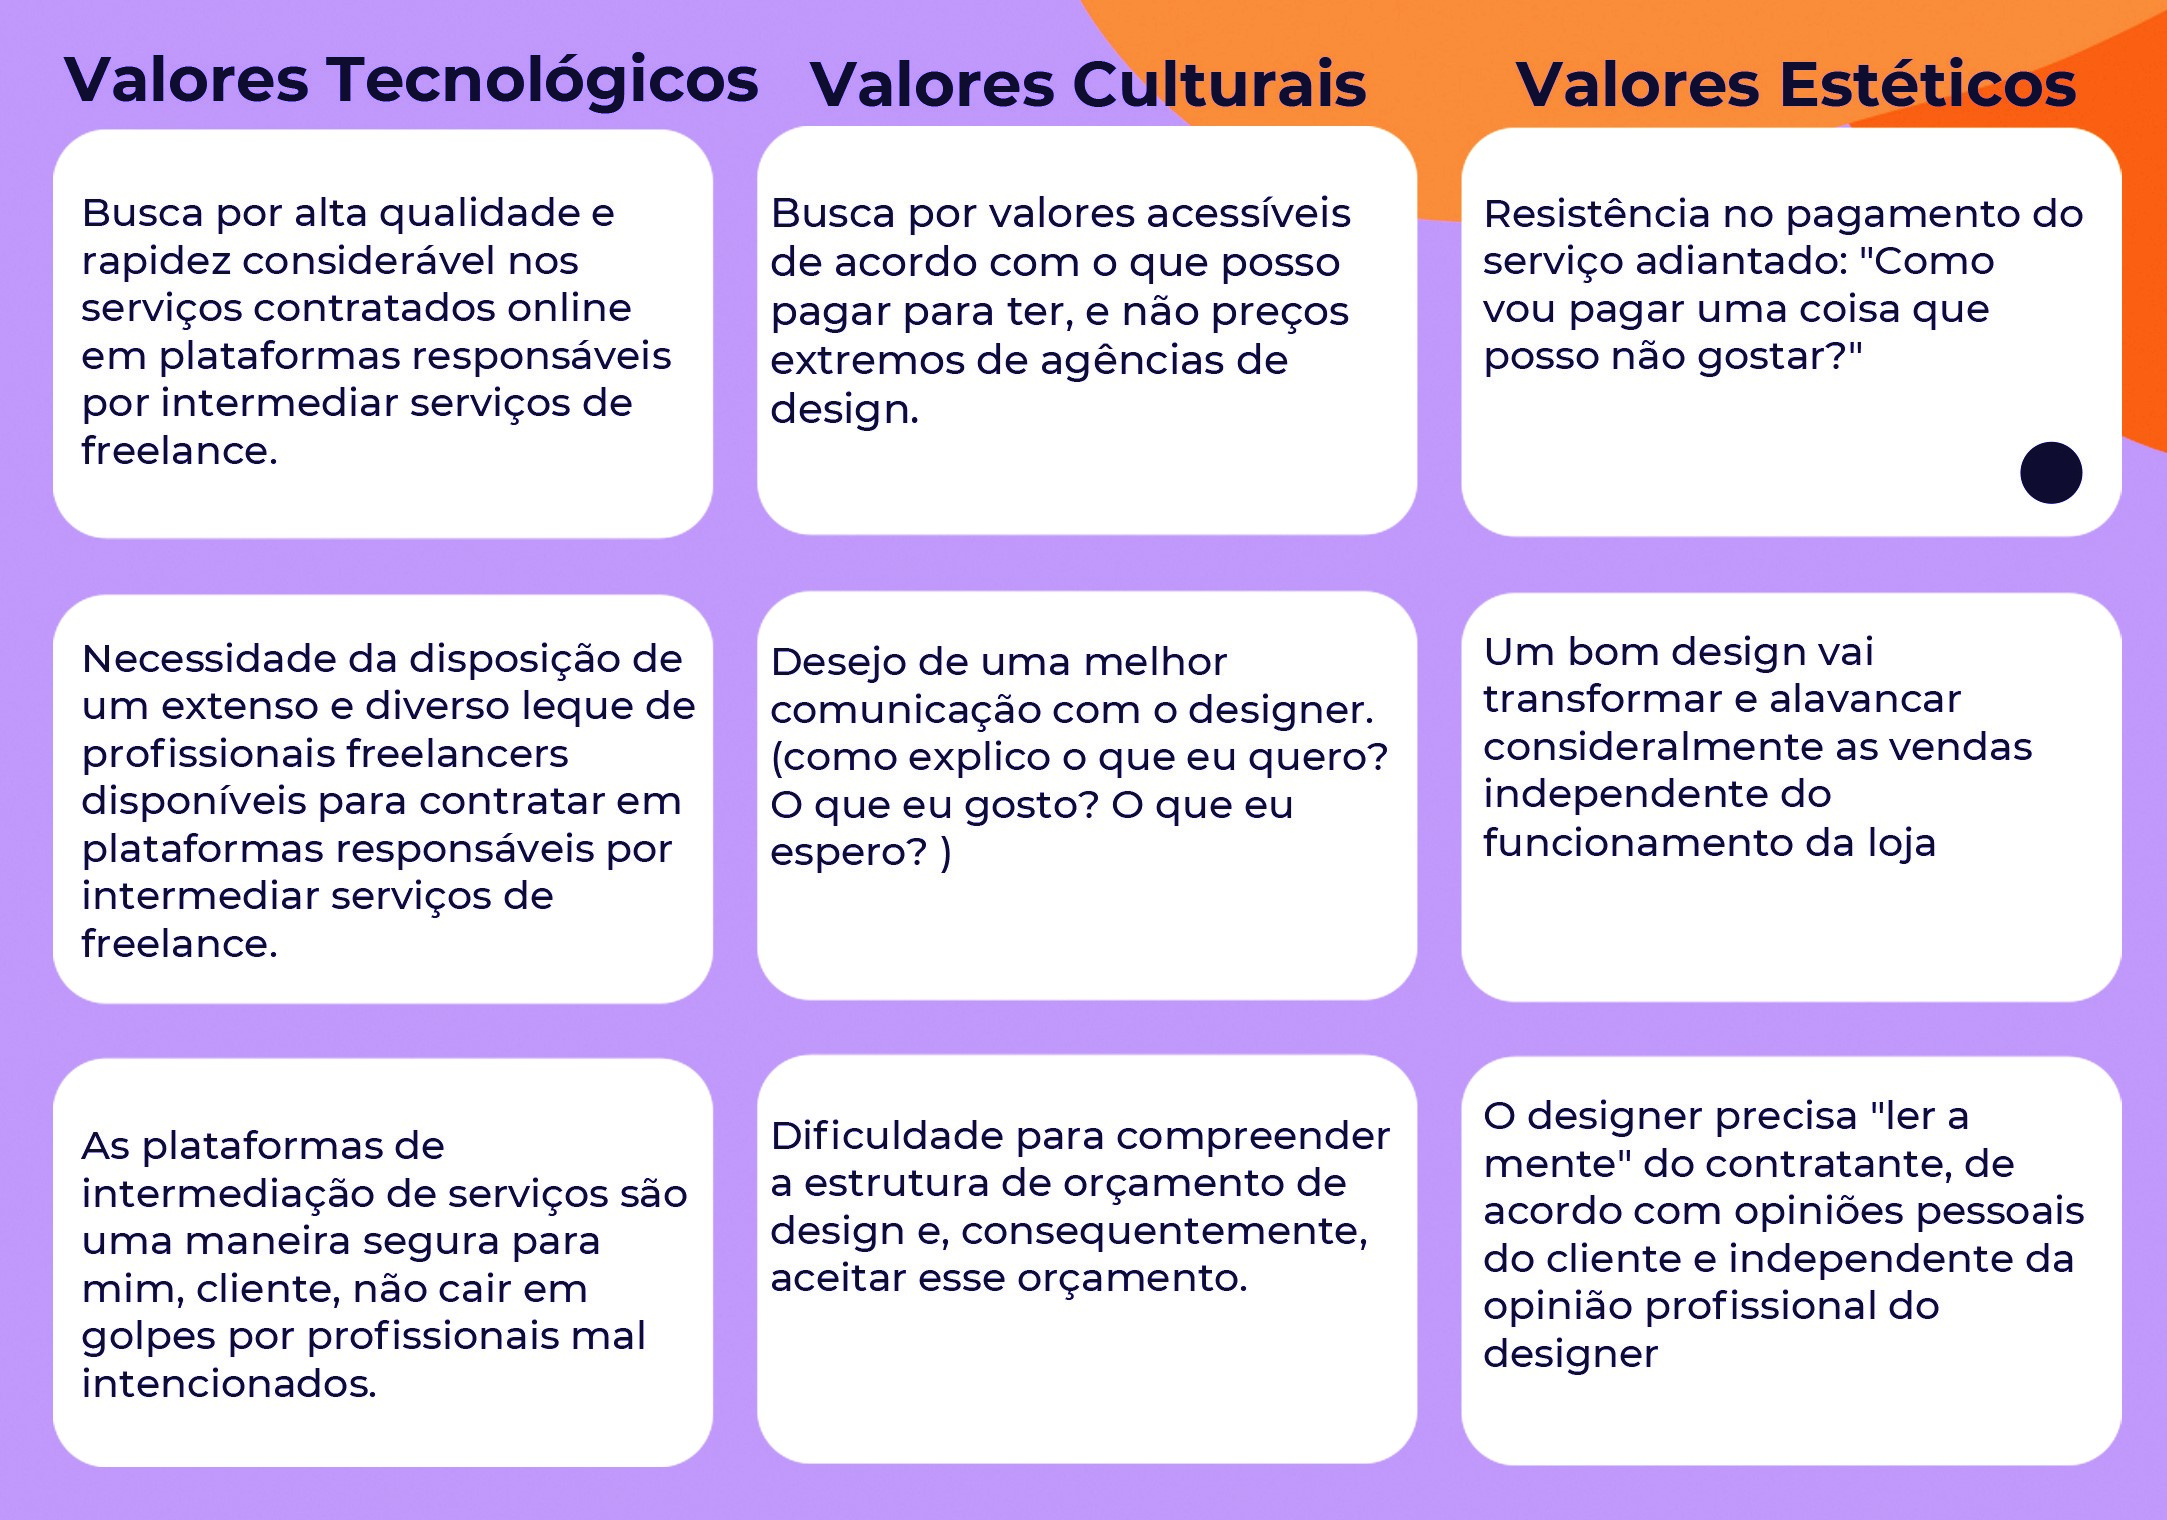 Valores Tecnológicos
Busca por alta qualidade e
rapidez considerável nos
serviços contratados online
em plataformas responsáveis
por intermediar serviços de
freelance.
Necessidade da disposição de
um extenso e diverso leque de
profissionais freelancers
disponíveis para contratar em
plataformas responsáveis por
intermediar serviços de
freelance.
As plataformas de
intermediação de serviços são
uma maneira segura para
mim, cliente, não cair em
golpes por profissionais mal
intencionados.
Valores Culturais
Busca por valores acessíveis
de acordo com o que posso
pagar para ter, e não preços
extremos de agências de
design.
Desejo de uma melhor
comunicação com o designer.
(como explico o que eu quero?
O que eu gosto? O que eu
espero? )
Dificuldade para compreender
a estrutura de orçamento de
design e, consequentemente,
aceitar esse orçamento.
Valores Estéticos
Resistência no pagamento do
serviço adiantado: "Como
vou pagar uma coisa que
posso não gostar?"
Um bom design vai
transformar e alavancar
consideralmente as vendas
independente do
funcionamento da loja
O designer precisa "ler a
mente" do contratante, de
acordo com opiniões pessoais
do cliente e independente da
opinião profissional do
designer